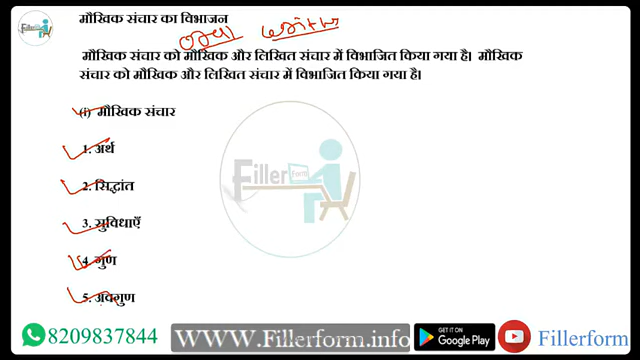 मौखिक संचार का विभाजन
oral written
मौखिक संचार को मौखिक और लिखित संचार में विभाजित किया गया है। मौखिक
संचार को मौखिक और लिखित संचार में विभाजित किया गया है।
(i) मौखिक संचार
1. अर्थ
2. सिद्धांत
3. सुविधाएँ
4. गुण
5. अवगुण
Fillerform
Filler Form
8209837844
WWW.Fillerform.info
GET IT ON
Google Play
Fillerform